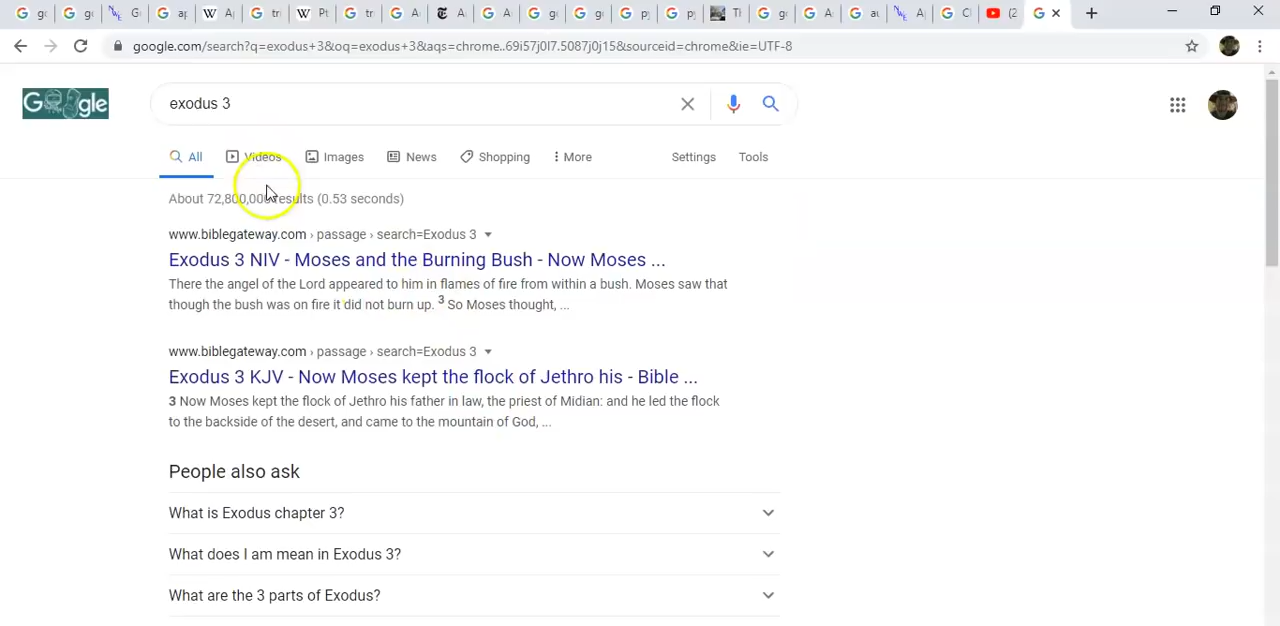 google.com/search?q=exodus+3&oq=exodus+3&aqs=chrome..69i57j0l7.5087j0j15&sourceid=chrome&ie=UTF-8
Google
exodus 3
All Videos Images News Shopping More Settings Tools
About 72,800,000 results (0.53 seconds)
www.biblegateway.com › passage › search=Exodus 3
Exodus 3 NIV - Moses and the Burning Bush - Now Moses ...
There the angel of the Lord appeared to him in flames of fire from within a bush. Moses saw that
though the bush was on fire it did not burn up. 3 So Moses thought, ...
www.biblegateway.com › passage › search=Exodus 3
Exodus 3 KJV - Now Moses kept the flock of Jethro his - Bible ...
3 Now Moses kept the flock of Jethro his father in law, the priest of Midian: and he led the flock
to the backside of the desert, and came to the mountain of God, ...
People also ask
What is Exodus chapter 3?
What does I am mean in Exodus 3?
What are the 3 parts of Exodus?